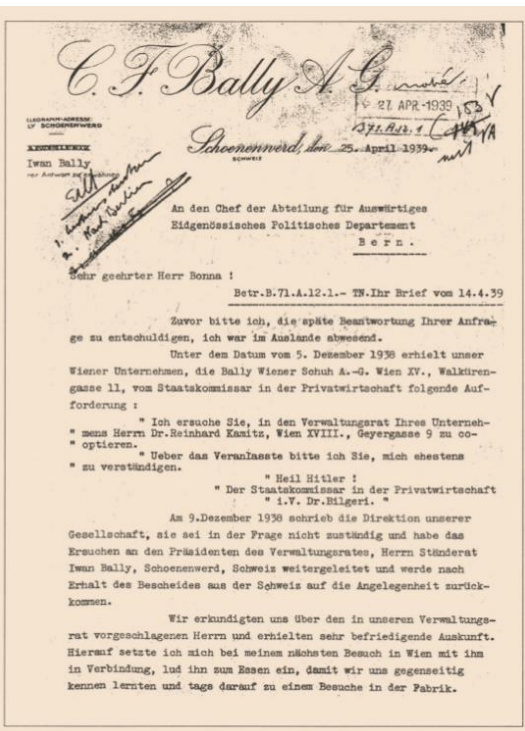 C. F. Bally A. G.
27. APR. 1939
LY SCHOENENWERD
Iwan Bally
Schoenenwerd, den 25. April 1939.
SCHWEIZ
An den Chef der Abteilung für Auswärtiges
Eidgenössisches Politisches Departement
Bern.
Sehr geehrter Herr Bonna !
Betr.B.71.A.12.1.- TN.Ihr Brief vom 14.4.39
Zuvor bitte ich, die späte Beantwortung Ihrer Anfra-
ge zu entschuldigen, ich war im Auslande abwesend.
Unter dem Datum vom 5. Dezember 1938 erhielt unser
Wiener Unternehmen, die Bally Wiener Schuh A.-G. Wien XV., Walküren-
gasse 11, vom Staatskommissar in der Privatwirtschaft folgende Auf-
forderung :
" Ich ersuche Sie, in den Verwaltungsrat Ihres Unterneh-
" mens Herrn Dr.Reinhard Kamitz, Wien XVIII., Geyergasse 9 zu co-
" optieren.
" Ueber das Veranlasste bitte ich Sie, mich ehestens
" zu verständigen.
" Heil Hitler !
" Der Staatskommissar in der Privatwirtschaft
" i.V. Dr.Bilgeri. "
Am 9.Dezember 1938 schrieb die Direktion unserer
Gesellschaft, sie sei in der Frage nicht zuständig und habe das
Ersuchen an den Präsidenten des Verwaltungsrates, Herrn Ständerat
Iwan Bally, Schoenenwerd, Schweiz weitergeleitet und werde nach
Erhalt des Bescheides aus der Schweiz auf die Angelegenheit zurück-
kommen.
Wir erkundigten uns über den in unseren Verwaltungs-
rat vorgeschlagenen Herrn und erhielten sehr befriedigende Auskunft.
Hierauf setzte ich mich bei meinem nächsten Besuch in Wien mit ihm
in Verbindung, lud ihn zum Essen ein, damit wir uns gegenseitig
kennen lernten und tags darauf zu einem Besuche in der Fabrik.